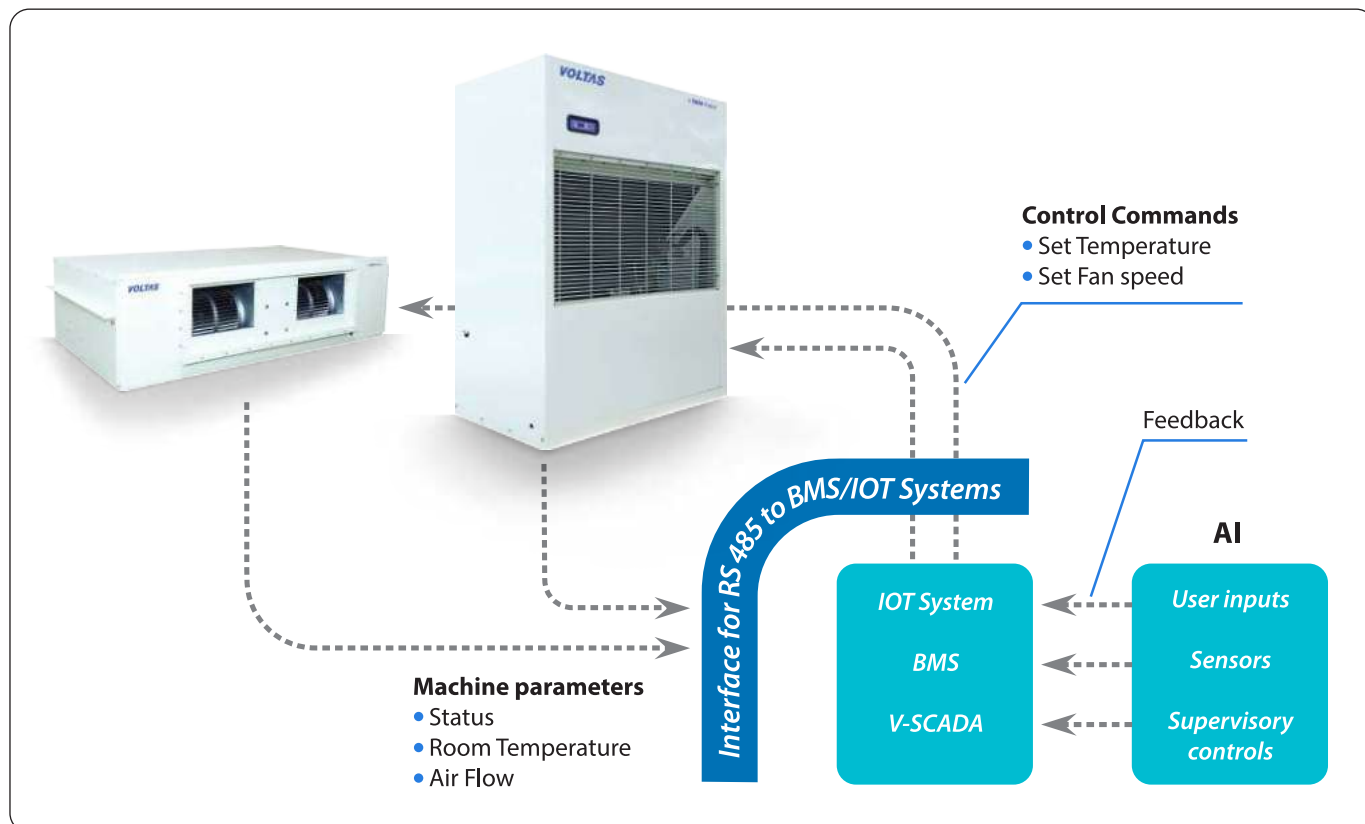 VOLTAS
VOLTAS
Control Commands
• Set Temperature
• Set Fan speed
Feedback
Interface for RS 485 to BMS/IOT Systems
AI
IOT System
BMS
V-SCADA
User inputs
Sensors
Supervisory
controls
Machine parameters
• Status
• Room Temperature
• Air Flow